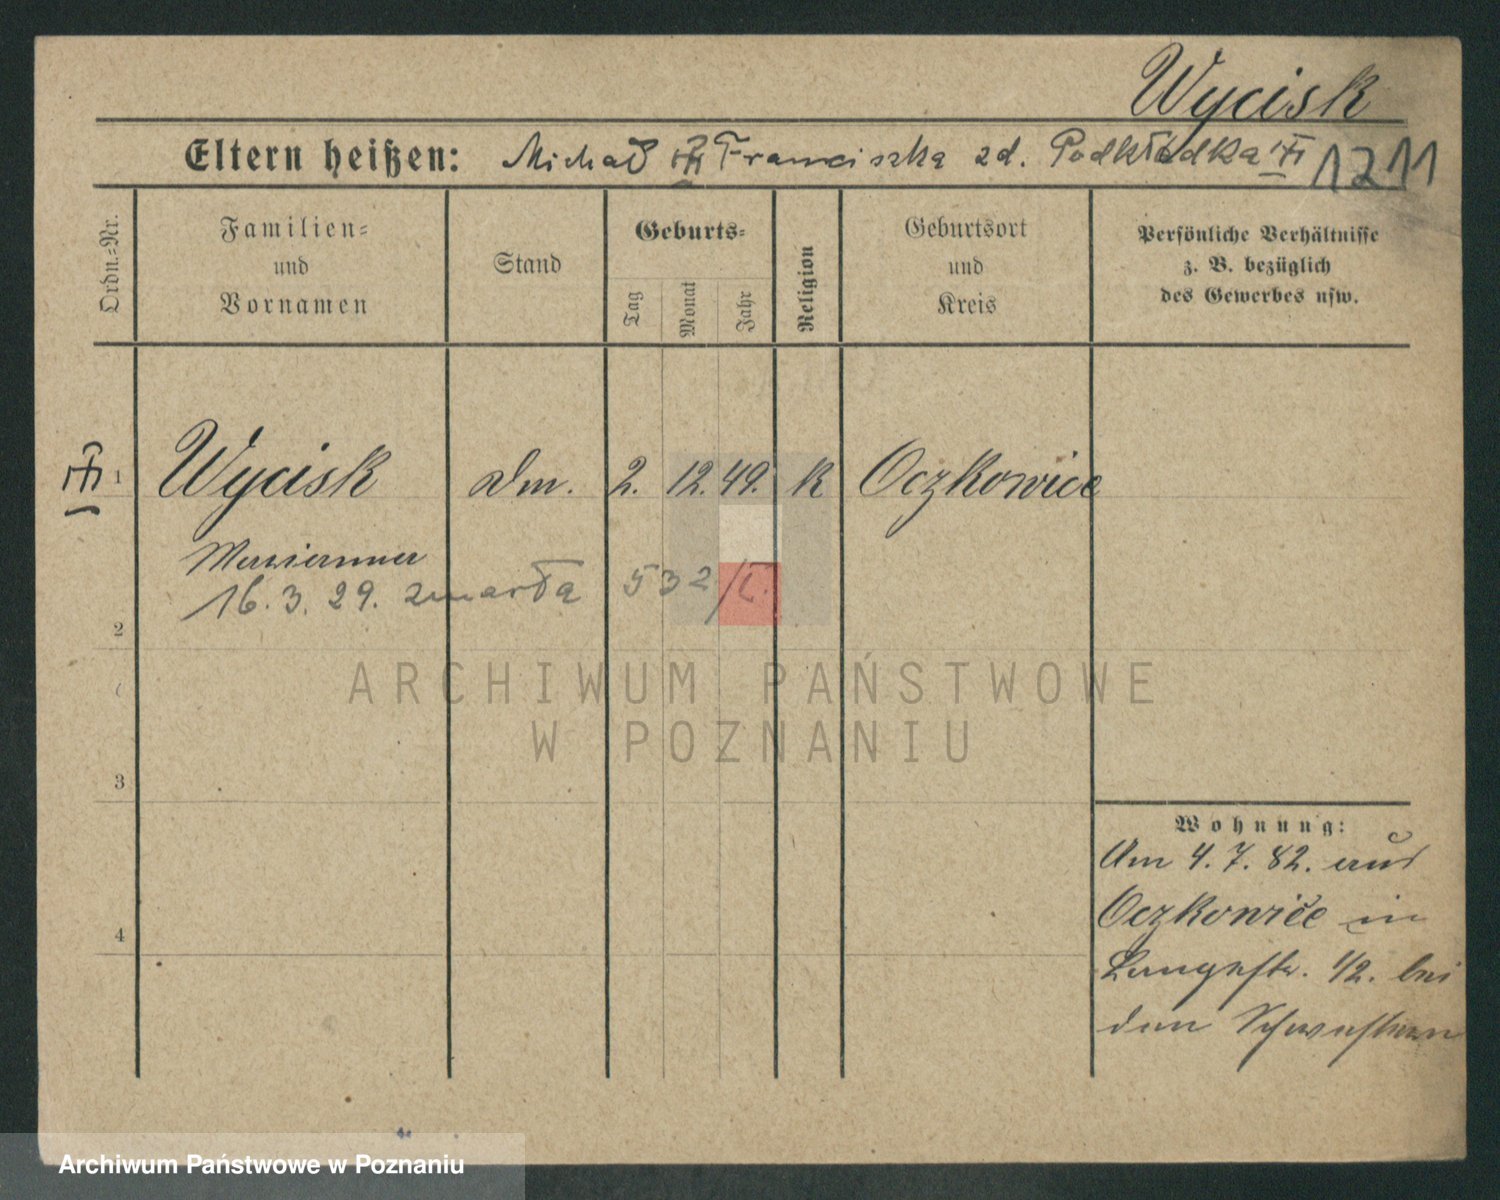 Wycisk
Eltern heißen: Michał Franciszka zd. Podkładka 1211
Ordn.-Nr.
Familien-
und
Vornamen
Stand
Geburts-
Tag
Monat
Jahr
Religion
Geburtsort
und
Kreis
Persönliche Verhältnisse
z. B. bezüglich
des Gewerbes usw.
1 Wycisk Dm. 2. 12. 49. K Oczkowice
Marianna
16. 3. 29. zmarła 532/I.
2
3
4
Wohnung:
Am 4. 7. 82. aus
Oczkowice in
Langestr. 1/2. bei
den Schwestern
ARCHIWUM PAŃSTWOWE
W POZNANIU
Archiwum Państwowe w Poznaniu